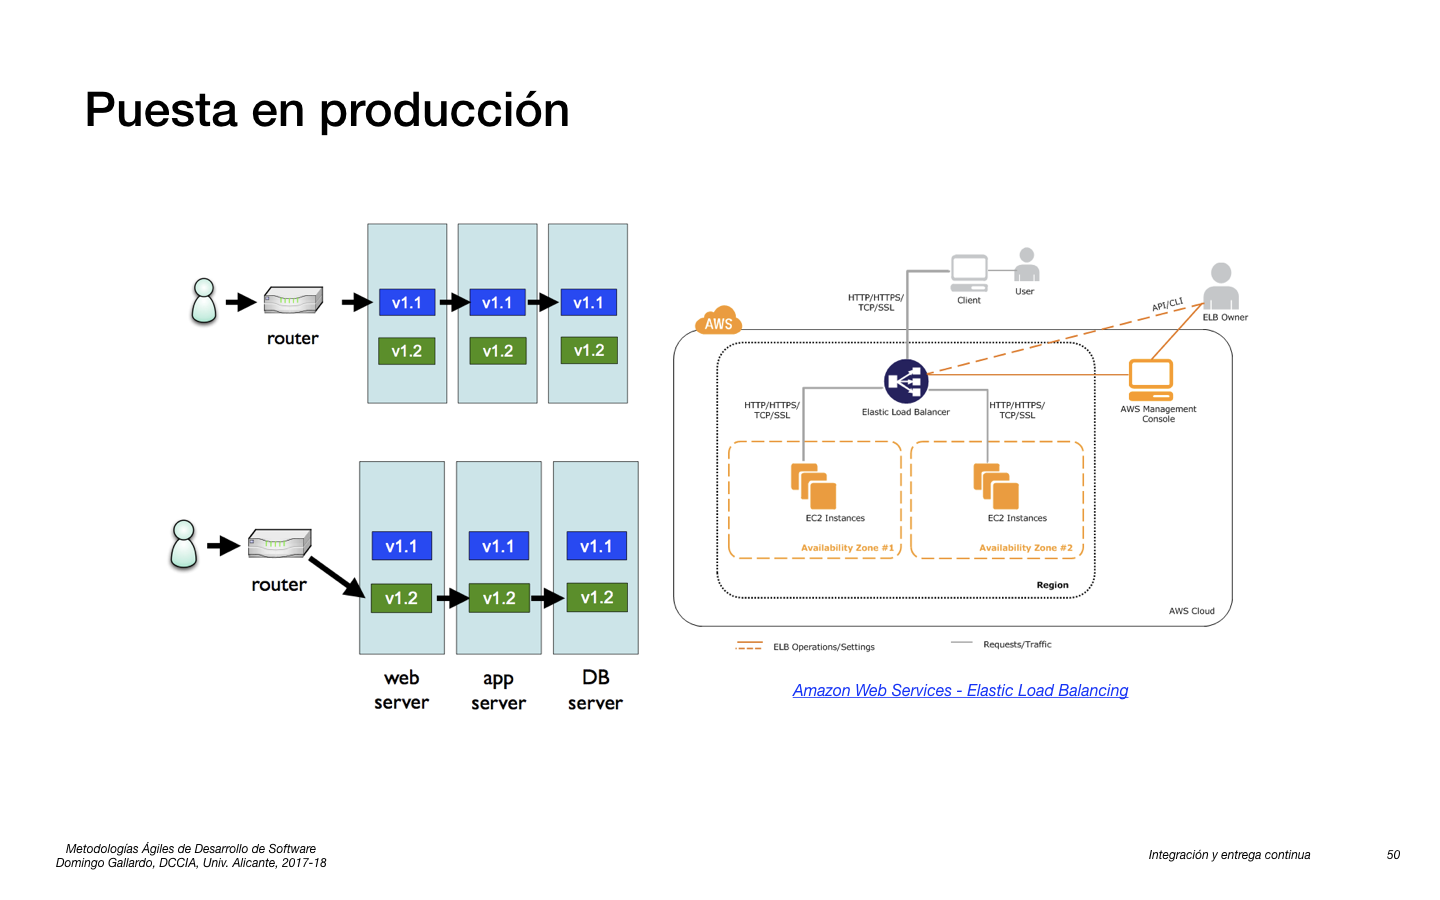 Puesta en producción
v1.1
v1.1
v1.1
v1.2
v1.2
v1.2
router
v1.1
v1.1
v1.1
v1.2
v1.2
v1.2
router
web
server
app
server
DB
server
Client
User
HTTP/HTTPS/
TCP/SSL
API/CLI
ELB Owner
AWS
Elastic Load Balancer
AWS Management
Console
HTTP/HTTPS/
TCP/SSL
HTTP/HTTPS/
TCP/SSL
EC2 Instances
EC2 Instances
Availability Zone #1
Availability Zone #2
Region
AWS Cloud
ELB Operations/Settings
Requests/Traffic
Amazon Web Services - Elastic Load Balancing
Metodologías Ágiles de Desarrollo de Software
Domingo Gallardo, DCCIA, Univ. Alicante, 2017-18
Integración y entrega continua
50